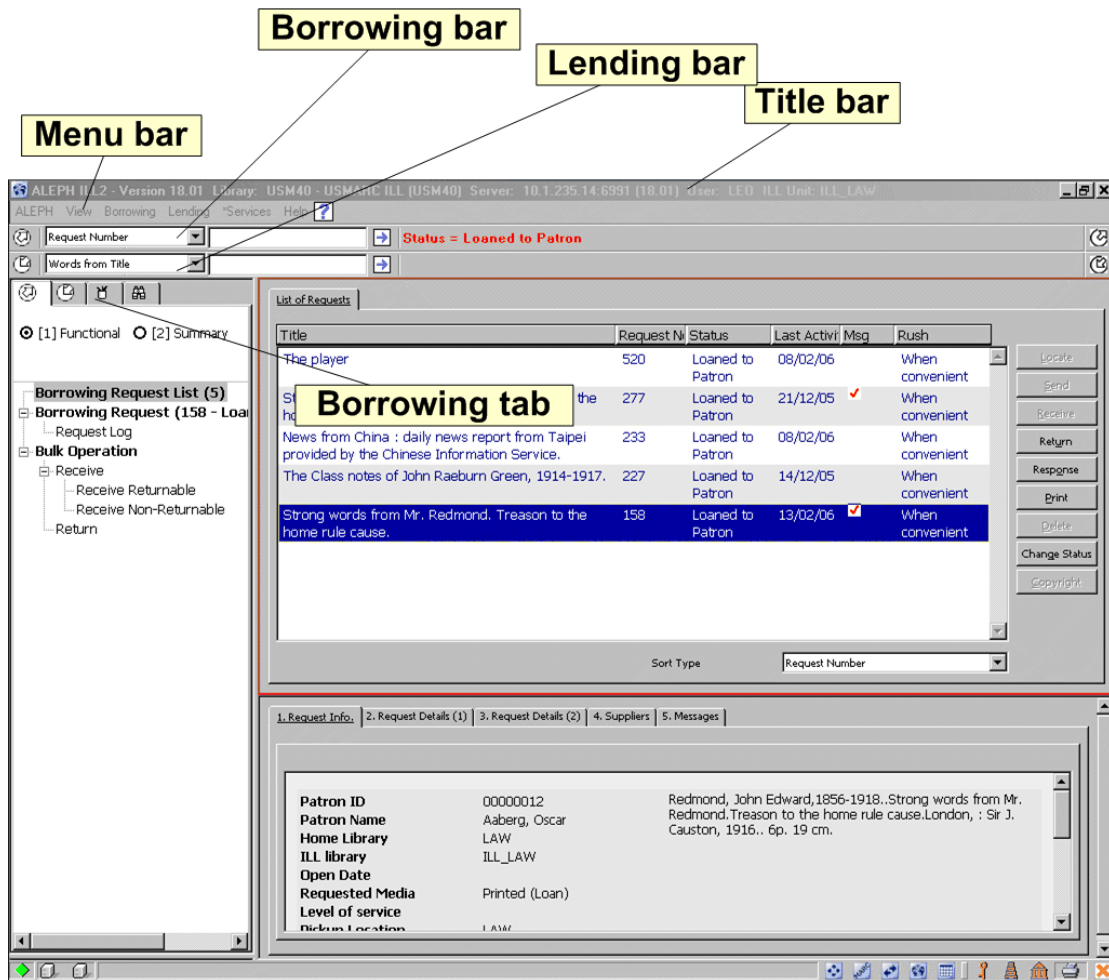 Borrowing bar
Lending bar
Title bar
Menu bar
ALEPH ILL2 - Version 18.01 Library: USM40 - USMARC ILL (USM40) Server: 10.1.235.14:6991 (18.01) User: LEO ILL Unit: ILL_LAW
ALEPH View Borrowing Lending *Services Help ?
Request Number
Status = Loaned to Patron
Words from Title
[1] Functional [2] Summary
List of Requests
Title Request N Status Last Activi Msg Rush
The player 520 Loaned to 08/02/06 When
Patron convenient
St the 277 Loaned to 21/12/05 When
ho Patron convenient
Borrowing tab
News from China : daily news report from Taipei 233 Loaned to 08/02/06 When
provided by the Chinese Information Service. Patron convenient
The Class notes of John Raeburn Green, 1914-1917. 227 Loaned to 14/12/05 When
Patron convenient
Strong words from Mr. Redmond. Treason to the 158 Loaned to 13/02/06 When
home rule cause. Patron convenient
Borrowing Request List (5)
Borrowing Request (158 - Loa
Request Log
Bulk Operation
Receive
Receive Returnable
Receive Non-Returnable
Return
Locate
Send
Receive
Return
Response
Print
Delete
Change Status
Copyright
Sort Type Request Number
1. Request Info. 2. Request Details (1) 3. Request Details (2) 4. Suppliers 5. Messages
Patron ID 00000012
Patron Name Aaberg, Oscar
Home Library LAW
ILL library ILL_LAW
Open Date
Requested Media Printed (Loan)
Level of service
Pickup Location LAW
Redmond, John Edward,1856-1918..Strong words from Mr.
Redmond.Treason to the home rule cause.London, : Sir J.
Causton, 1916.. 6p. 19 cm.